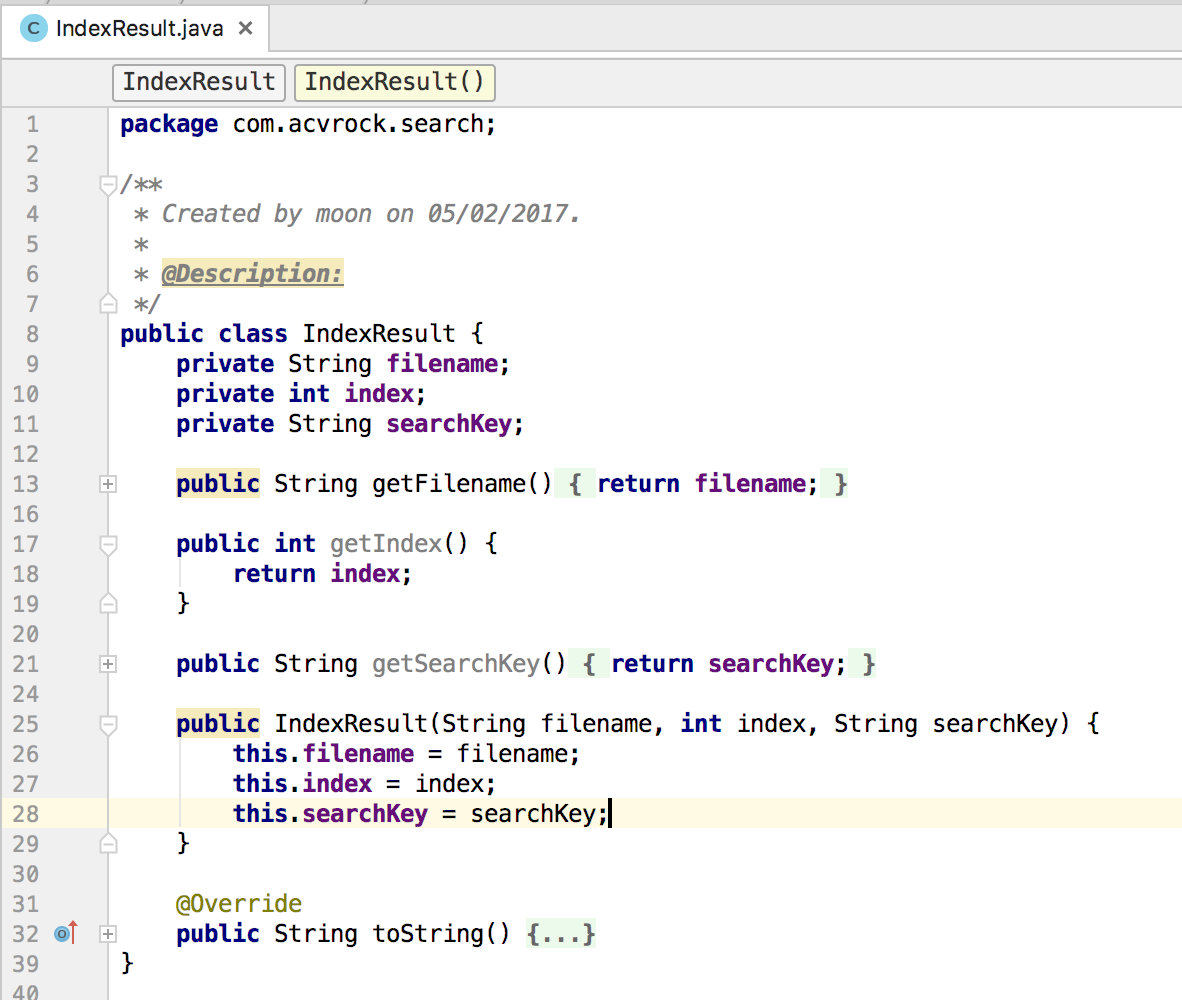 IndexResult.java
IndexResult IndexResult()
1 package com.acvrock.search;
2
3 /**
4 * Created by moon on 05/02/2017.
5 *
6 * @Description:
7 */
8 public class IndexResult {
9 private String filename;
10 private int index;
11 private String searchKey;
12
13 public String getFilename() { return filename; }
16
17 public int getIndex() {
18 return index;
19 }
20
21 public String getSearchKey() { return searchKey; }
24
25 public IndexResult(String filename, int index, String searchKey) {
26 this.filename = filename;
27 this.index = index;
28 this.searchKey = searchKey;
29 }
30
31 @Override
32 public String toString() {...}
39 }
40